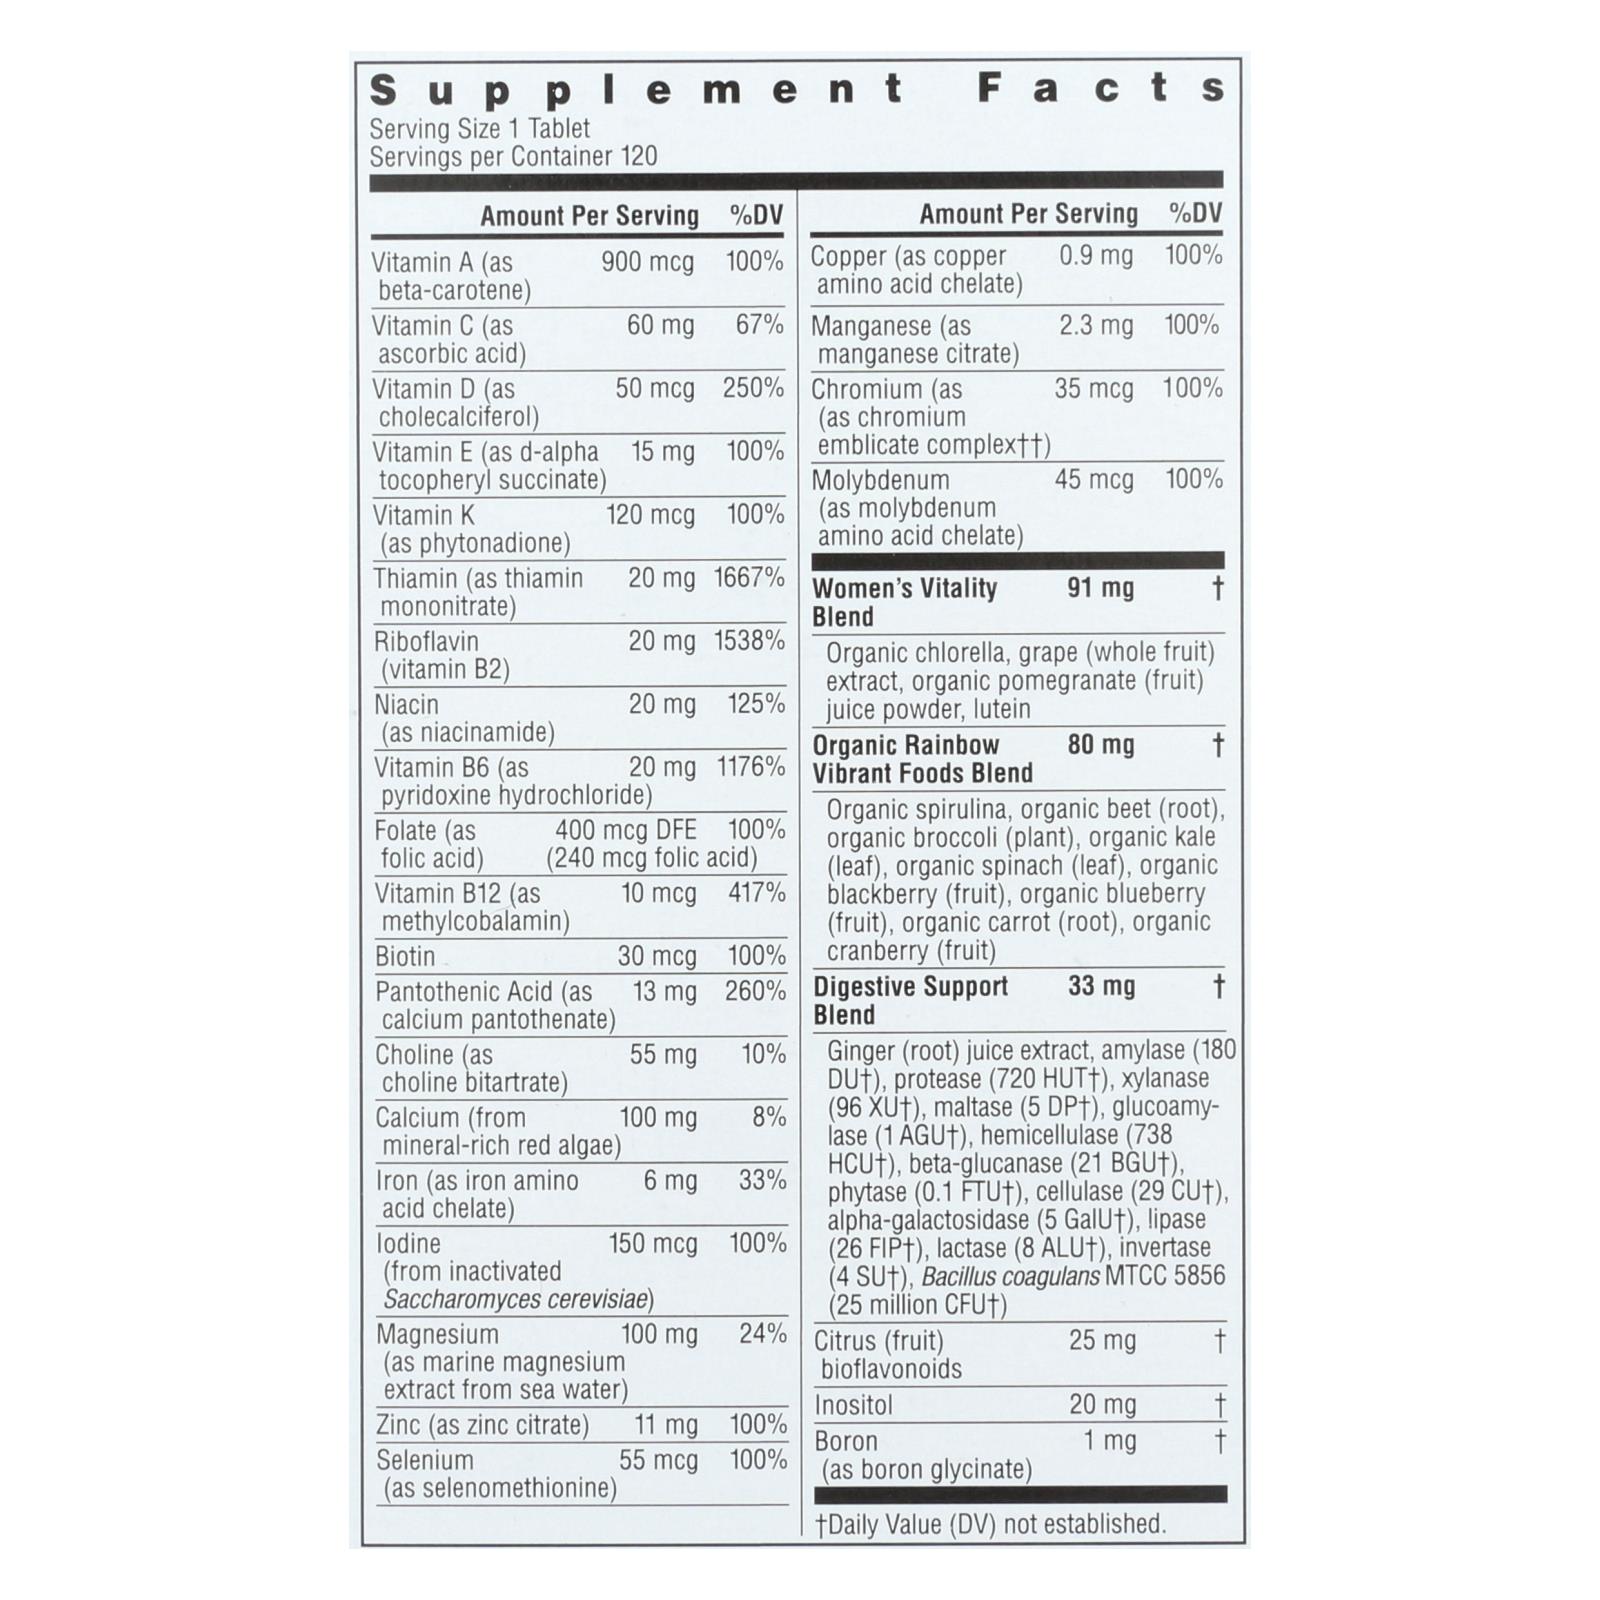 Supplement Facts
Serving Size 1 Tablet
Servings per Container 120
Amount Per Serving %DV
Vitamin A (as 900 mcg 100%
beta-carotene)
Vitamin C (as 60 mg 67%
ascorbic acid)
Vitamin D (as 50 mcg 250%
cholecalciferol)
Vitamin E (as d-alpha 15 mg 100%
tocopheryl succinate)
Vitamin K 120 mcg 100%
(as phytonadione)
Thiamin (as thiamin 20 mg 1667%
mononitrate)
Riboflavin 20 mg 1538%
(vitamin B2)
Niacin 20 mg 125%
(as niacinamide)
Vitamin B6 (as 20 mg 1176%
pyridoxine hydrochloride)
Folate (as 400 mcg DFE 100%
folic acid) (240 mcg folic acid)
Vitamin B12 (as 10 mcg 417%
methylcobalamin)
Biotin 30 mcg 100%
Pantothenic Acid (as 13 mg 260%
calcium pantothenate)
Choline (as 55 mg 10%
choline bitartrate)
Calcium (from 100 mg 8%
mineral-rich red algae)
Iron (as iron amino 6 mg 33%
acid chelate)
Iodine 150 mcg 100%
(from inactivated
Saccharomyces cerevisiae)
Magnesium 100 mg 24%
(as marine magnesium
extract from sea water)
Zinc (as zinc citrate) 11 mg 100%
Selenium 55 mcg 100%
(as selenomethionine)
Amount Per Serving %DV
Copper (as copper 0.9 mg 100%
amino acid chelate)
Manganese (as 2.3 mg 100%
manganese citrate)
Chromium (as 35 mcg 100%
(as chromium
emblicate complex††)
Molybdenum 45 mcg 100%
(as molybdenum
amino acid chelate)
Women's Vitality 91 mg †
Blend
Organic chlorella, grape (whole fruit)
extract, organic pomegranate (fruit)
juice powder, lutein
Organic Rainbow 80 mg †
Vibrant Foods Blend
Organic spirulina, organic beet (root),
organic broccoli (plant), organic kale
(leaf), organic spinach (leaf), organic
blackberry (fruit), organic blueberry
(fruit), organic carrot (root), organic
cranberry (fruit)
Digestive Support 33 mg †
Blend
Ginger (root) juice extract, amylase (180
DU†), protease (720 HUT†), xylanase
(96 XU†), maltase (5 DP†), glucoamy-
lase (1 AGU†), hemicellulase (738
HCU†), beta-glucanase (21 BGU†),
phytase (0.1 FTU†), cellulase (29 CU†),
alpha-galactosidase (5 GalU†), lipase
(26 FIP†), lactase (8 ALU†), invertase
(4 SU†), Bacillus coagulans MTCC 5856
(25 million CFU†)
Citrus (fruit) 25 mg †
bioflavonoids
Inositol 20 mg †
Boron 1 mg †
(as boron glycinate)
†Daily Value (DV) not established.